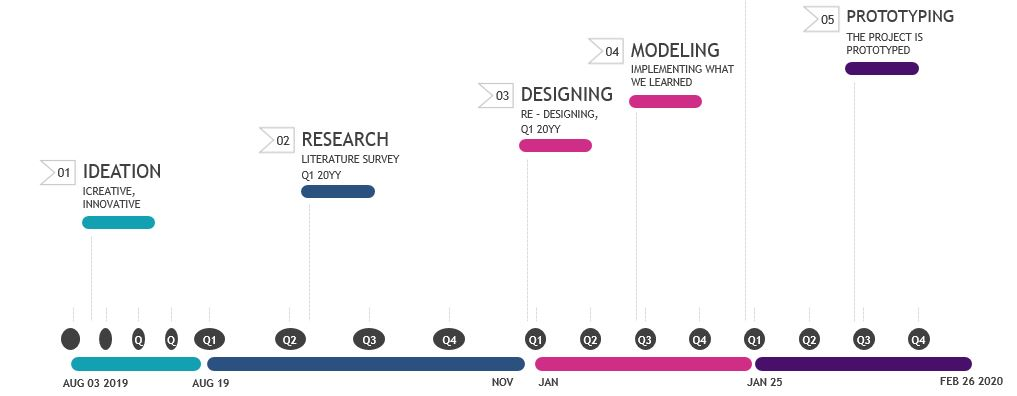 05 PROTOTYPING
THE PROJECT IS
PROTOTYPED
04 MODELING
IMPLEMENTING WHAT
WE LEARNED
03 DESIGNING
RE - DESIGNING,
Q1 20YY
02 RESEARCH
LITERATURE SURVEY
Q1 20YY
01 IDEATION
ICREATIVE,
INNOVATIVE
Q Q Q1 Q2 Q3 Q4 Q1 Q2 Q3 Q4 Q1 Q2 Q3 Q4
AUG 03 2019 AUG 19 NOV JAN JAN 25 FEB 26 2020